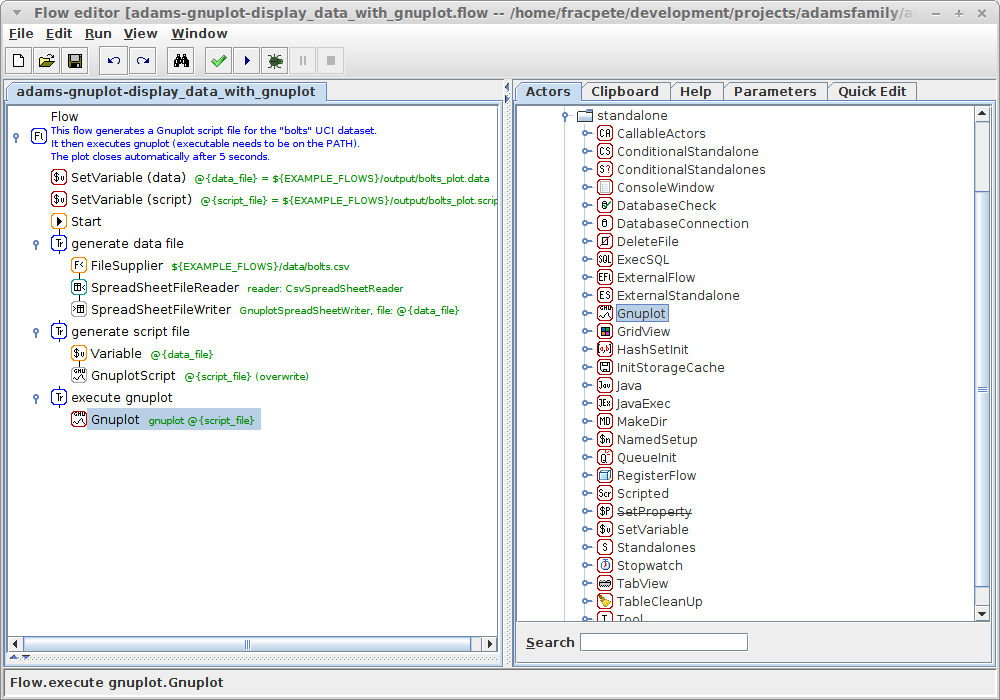 Flow editor [adams-gnuplot-display_data_with_gnuplot.flow -- /home/fracpete/development/projects/adamsfamily/a
File Edit Run View Window
adams-gnuplot-display_data_with_gnuplot
Flow
This flow generates a Gnuplot script file for the "bolts" UCI dataset.
It then executes gnuplot (executable needs to be on the PATH).
The plot closes automatically after 5 seconds.
SetVariable (data) @{data_file} = ${EXAMPLE_FLOWS}/output/bolts_plot.data
SetVariable (script) @{script_file} = ${EXAMPLE_FLOWS}/output/bolts_plot.scrip
Start
generate data file
FileSupplier ${EXAMPLE_FLOWS}/data/bolts.csv
SpreadSheetFileReader reader: CsvSpreadSheetReader
SpreadSheetFileWriter GnuplotSpreadSheetWriter, file: @{data_file}
generate script file
Variable @{data_file}
GnuplotScript @{script_file} (overwrite)
execute gnuplot
Gnuplot gnuplot @{script_file}
Actors Clipboard Help Parameters Quick Edit
standalone
CallableActors
ConditionalStandalone
ConditionalStandalones
ConsoleWindow
DatabaseCheck
DatabaseConnection
DeleteFile
ExecSQL
ExternalFlow
ExternalStandalone
Gnuplot
GridView
HashSetInit
InitStorageCache
Java
JavaExec
MakeDir
NamedSetup
QueueInit
RegisterFlow
Scripted
SetProperty
SetVariable
Standalones
Stopwatch
TabView
TableCleanUp
Tool
Search
Flow.execute gnuplot.Gnuplot